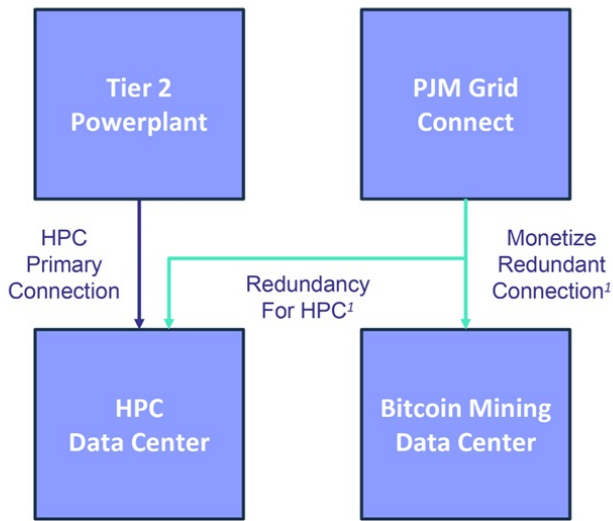 Tier 2
Powerplant
PJM Grid
Connect
HPC
Primary
Connection
Redundancy
For HPC¹
Monetize
Redundant
Connection¹
HPC
Data Center
Bitcoin Mining
Data Center